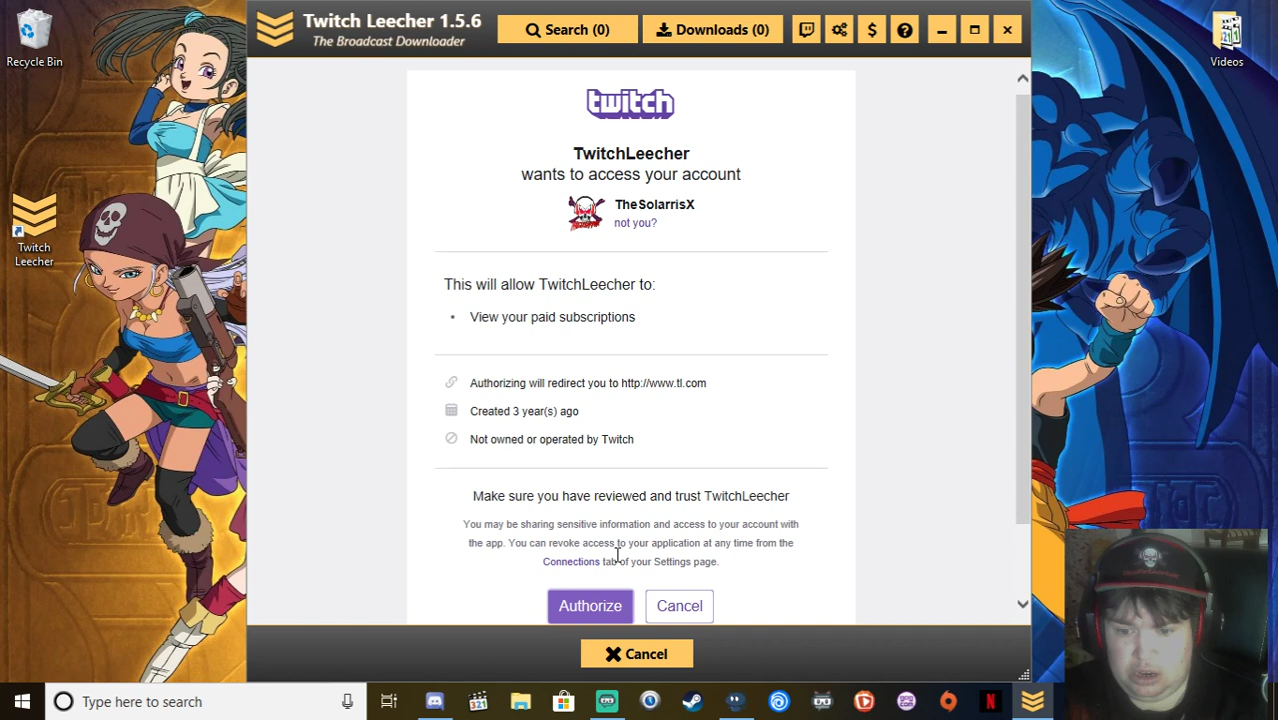 Recycle Bin
Twitch
Leecher
Twitch Leecher 1.5.6
The Broadcast Downloader
Search (0)
Downloads (0)
$
?
Videos
321
twitch
TwitchLeecher
wants to access your account
TheSolarrisX
not you?
This will allow TwitchLeecher to:
• View your paid subscriptions
Authorizing will redirect you to http://www.tl.com
Created 3 year(s) ago
Not owned or operated by Twitch
Make sure you have reviewed and trust TwitchLeecher
You may be sharing sensitive information and access to your account with
the app. You can revoke access to your application at any time from the
Connections tab of your Settings page.
Authorize
Cancel
Cancel
Type here to search
321
GOG
COM
N